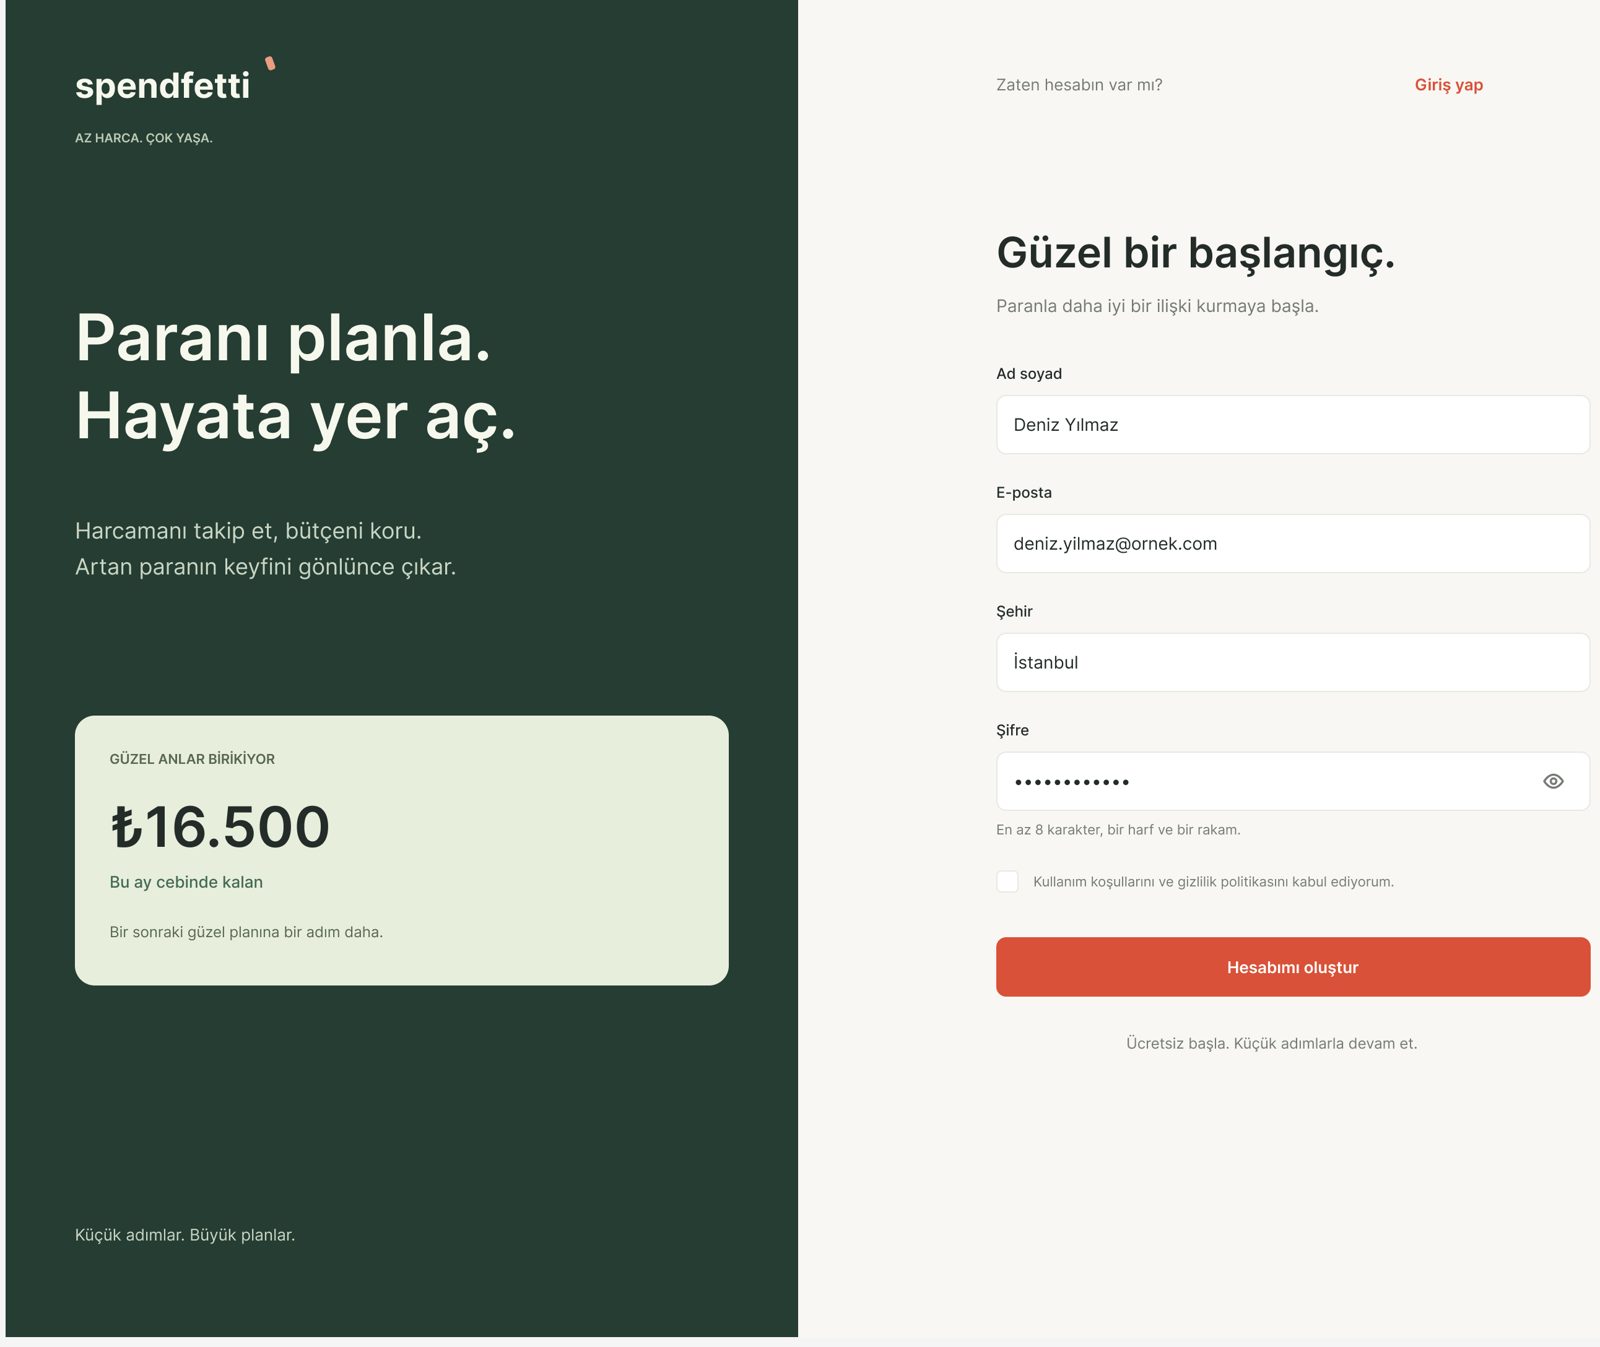 spendfetti
AZ HARCA. ÇOK YAŞA.
Paranı planla.
Hayata yer aç.
Harcamanı takip et, bütçeni koru.
Artan paranın keyfini gönlünce çıkar.
GÜZEL ANLAR BİRİKİYOR
₺16.500
Bu ay cebinde kalan
Bir sonraki güzel planına bir adım daha.
Küçük adımlar. Büyük planlar.
Zaten hesabın var mı?
Giriş yap
Güzel bir başlangıç.
Paranla daha iyi bir ilişki kurmaya başla.
Ad soyad
Deniz Yılmaz
E-posta
deniz.yilmaz@ornek.com
Şehir
İstanbul
Şifre
••••••••••••
En az 8 karakter, bir harf ve bir rakam.
Kullanım koşullarını ve gizlilik politikasını kabul ediyorum.
Hesabımı oluştur
Ücretsiz başla. Küçük adımlarla devam et.